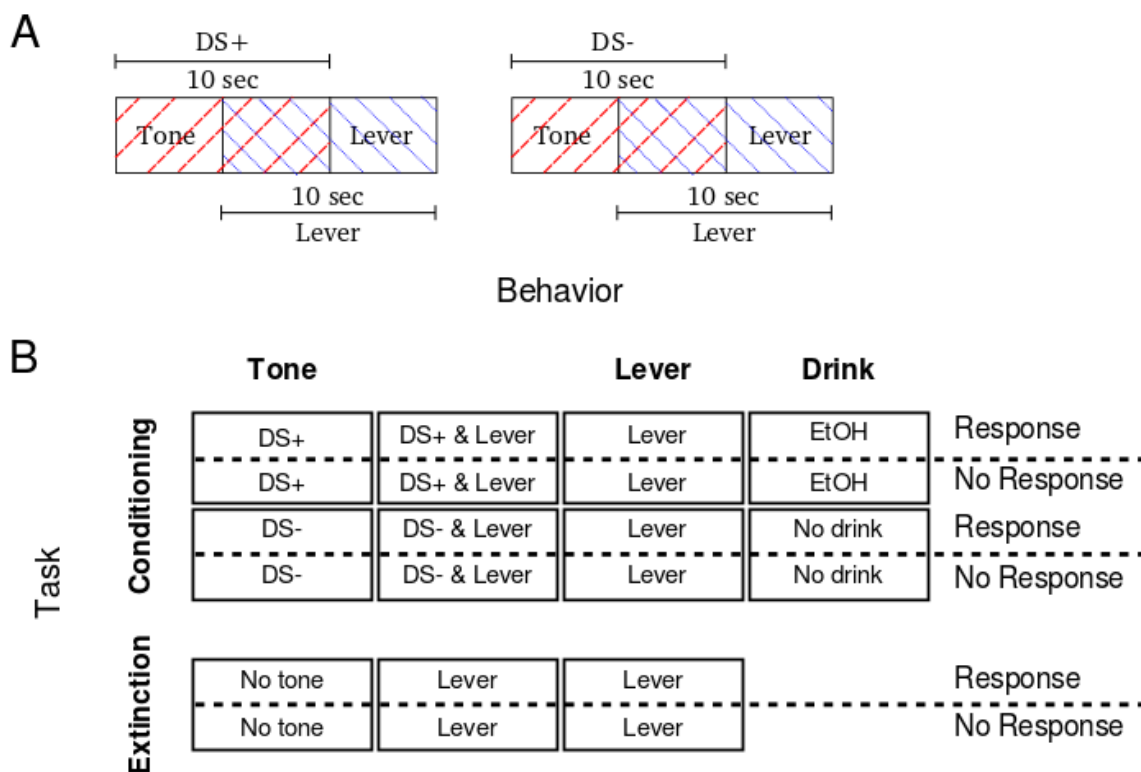 A
DS+ DS-
10 sec 10 sec
Tone Lever Tone Lever
10 sec 10 sec
Lever Lever
Behavior
B
Tone Lever Drink
Task
Conditioning
DS+ DS+ & Lever Lever EtOH Response
DS+ DS+ & Lever Lever EtOH No Response
DS- DS- & Lever Lever No drink Response
DS- DS- & Lever Lever No drink No Response
Extinction
No tone Lever Lever Response
No tone Lever Lever No Response